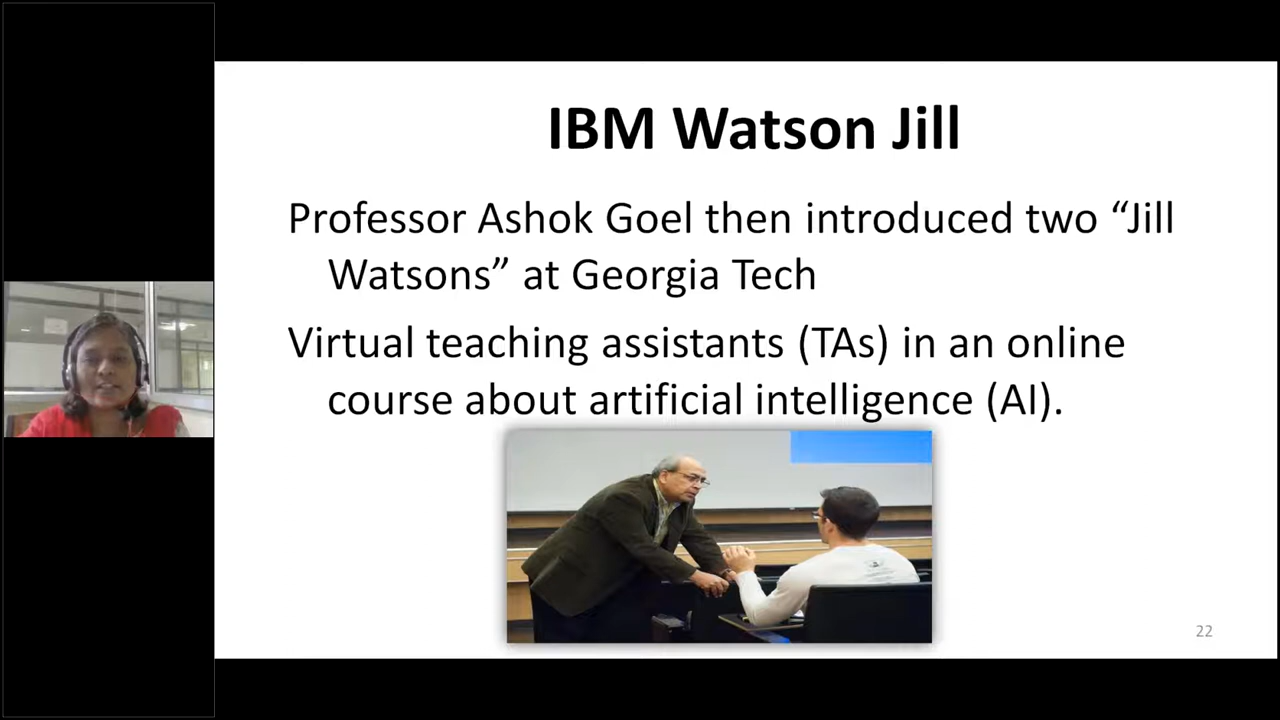 IBM Watson Jill
Professor Ashok Goel then introduced two “Jill
Watsons” at Georgia Tech
Virtual teaching assistants (TAs) in an online
course about artificial intelligence (AI).
22